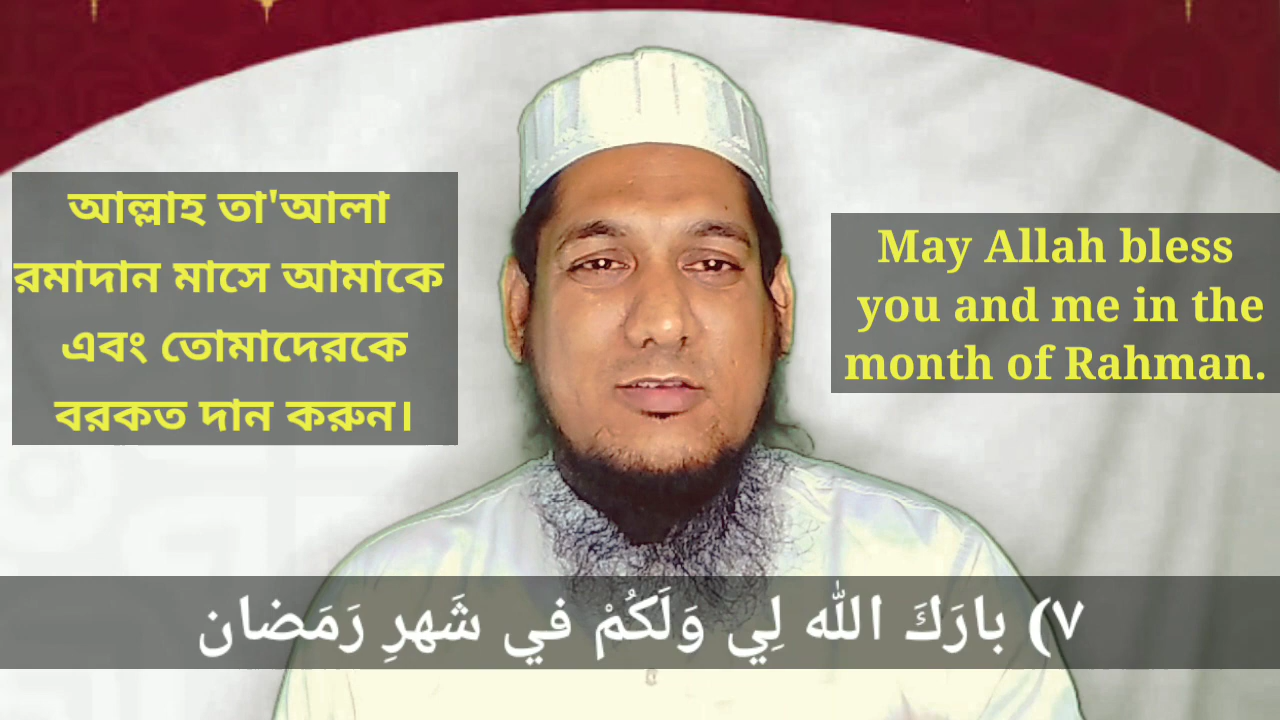 আল্লাহ তা'আলা
রমাদান মাসে আমাকে
এবং তোমাদেরকে
বরকত দান করুন।
May Allah bless
you and me in the
month of Rahman.
٧) بارَكَ الله لِي وَلَكُمْ في شَهرِ رَمَضان